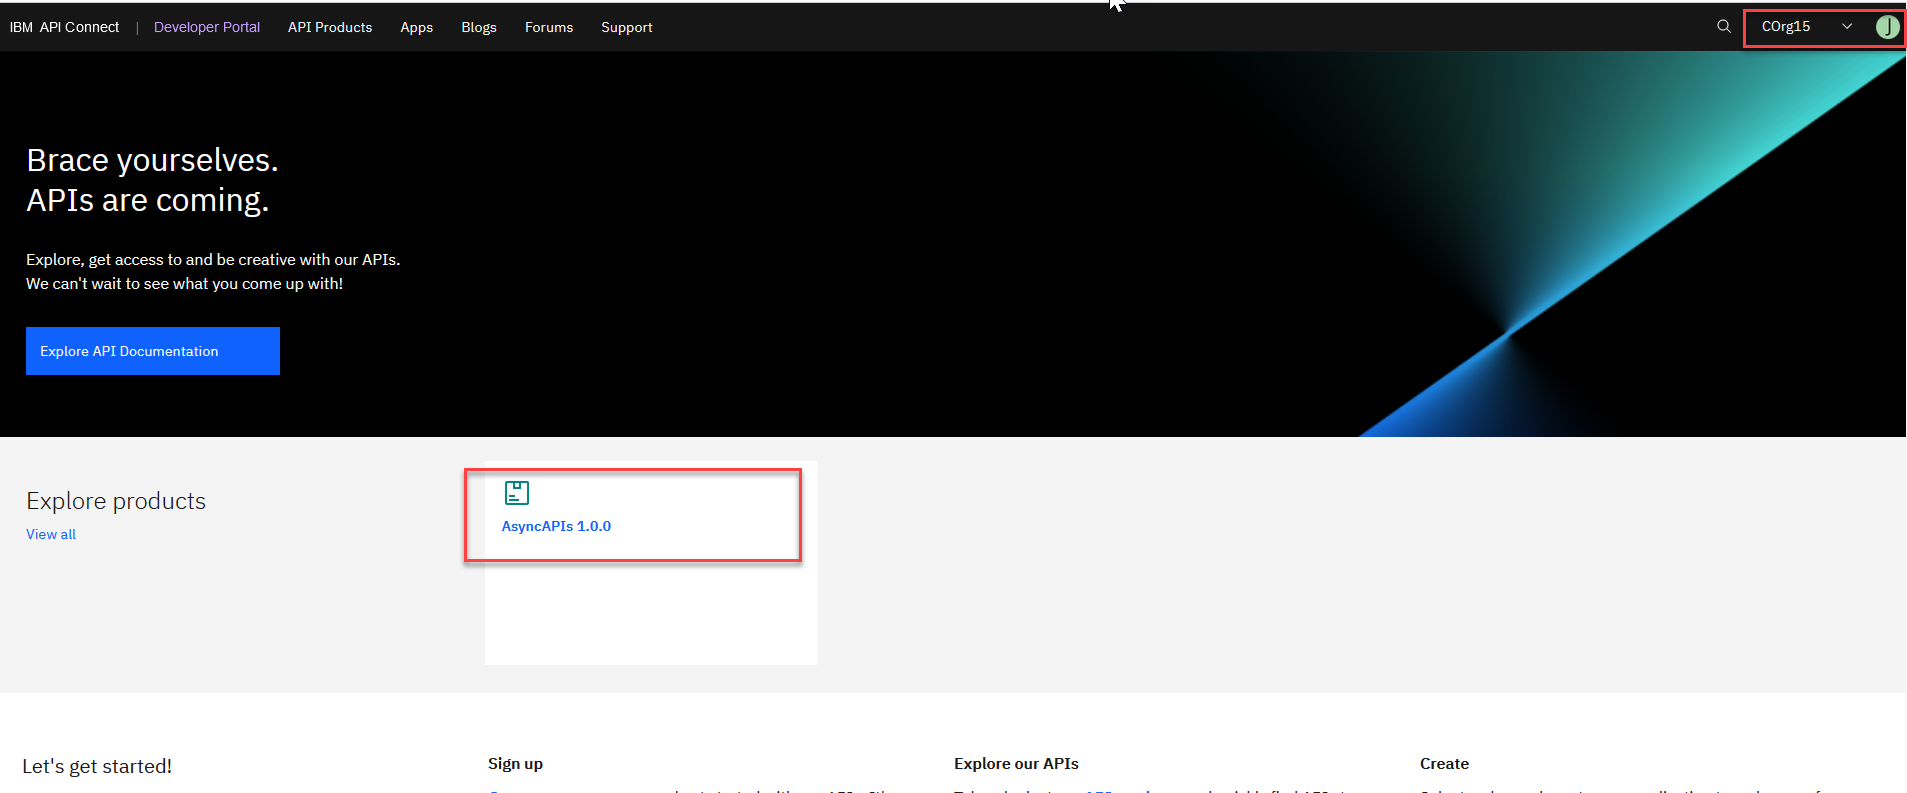 IBM API Connect | Developer Portal API Products Apps Blogs Forums Support COrg15 J
Brace yourselves.
APIs are coming.
Explore, get access to and be creative with our APIs.
We can't wait to see what you come up with!
Explore API Documentation
Explore products
View all
AsyncAPIs 1.0.0
Let's get started!
Sign up
Explore our APIs
Create